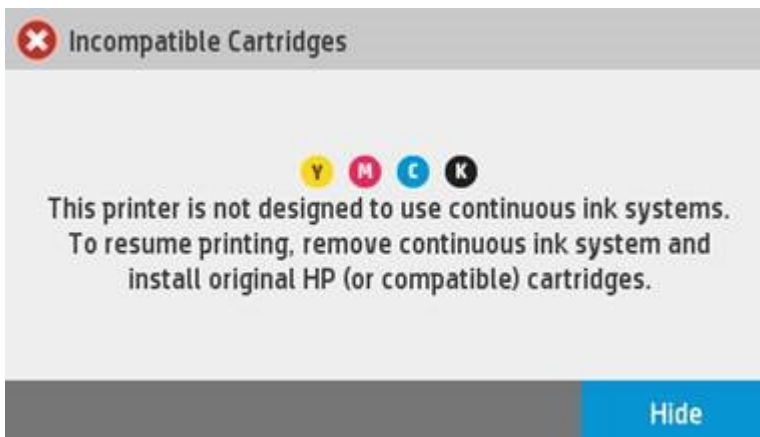 Incompatible Cartridges
Y M C K
This printer is not designed to use continuous ink systems.
To resume printing, remove continuous ink system and
install original HP (or compatible) cartridges.
Hide